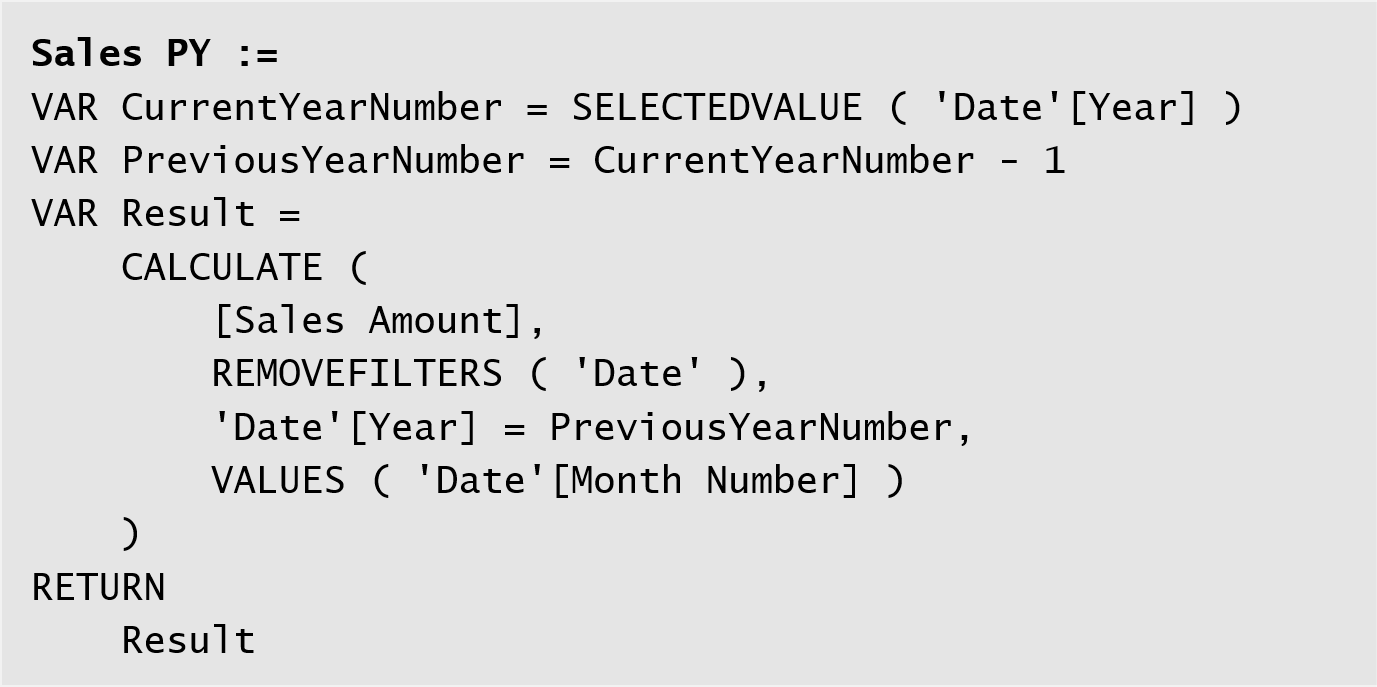 Sales PY :=
VAR CurrentYearNumber = SELECTEDVALUE ( 'Date'[Year] )
VAR PreviousYearNumber = CurrentYearNumber - 1
VAR Result =
    CALCULATE (
        [Sales Amount],
        REMOVEFILTERS ( 'Date' ),
        'Date'[Year] = PreviousYearNumber,
        VALUES ( 'Date'[Month Number] )
    )
RETURN
    Result